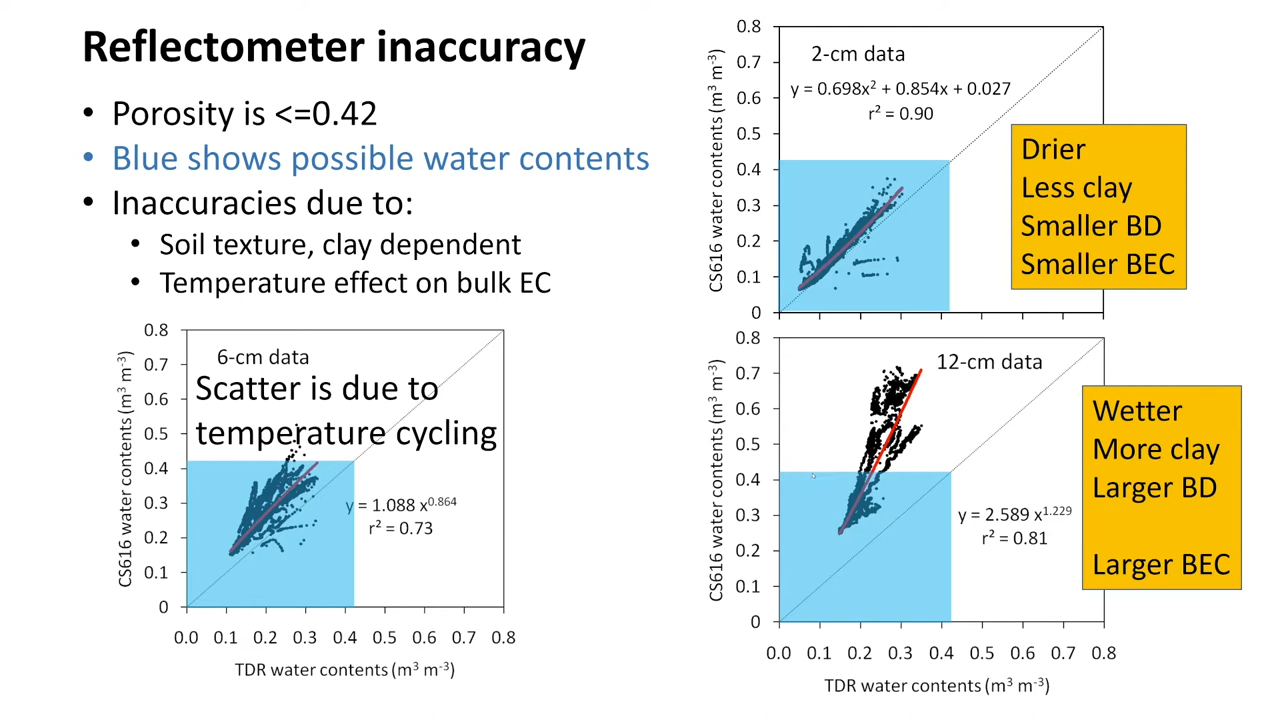 Reflectometer inaccuracy
• Porosity is <=0.42
• Blue shows possible water contents
• Inaccuracies due to:
• Soil texture, clay dependent
• Temperature effect on bulk EC
0.8
0.7
0.6
0.5
0.4
0.3
0.2
0.1
0
CS616 water contents (m³ m⁻³)
6-cm data
Scatter is due to
temperature cycling
y = 1.088 x^0.864
r² = 0.73
0.0 0.1 0.2 0.3 0.4 0.5 0.6 0.7 0.8
TDR water contents (m³ m⁻³)
0.8
0.7
0.6
0.5
0.4
0.3
0.2
0.1
0
CS616 water contents (m³ m⁻³)
2-cm data
y = 0.698x² + 0.854x + 0.027
r² = 0.90
Drier
Less clay
Smaller BD
Smaller BEC
0.8
0.7
0.6
0.5
0.4
0.3
0.2
0.1
0
CS616 water contents (m³ m⁻³)
12-cm data
y = 2.589 x^1.229
r² = 0.81
Wetter
More clay
Larger BD
Larger BEC
0.0 0.1 0.2 0.3 0.4 0.5 0.6 0.7 0.8
TDR water contents (m³ m⁻³)